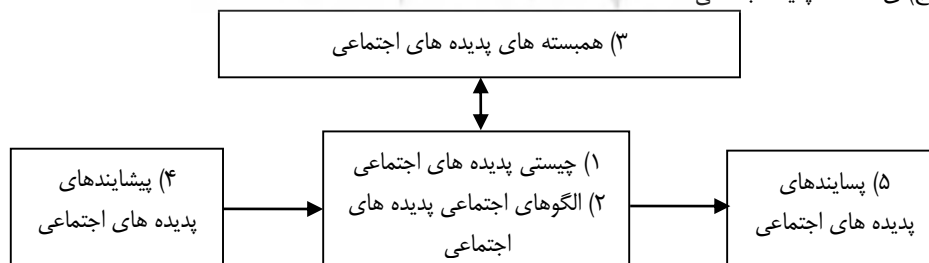 ۳) همبسته های پدیده های اجتماعی
۱) چیستی پدیده های اجتماعی
۲) الگوهای اجتماعی پدیده های
اجتماعی
۴) پیشایندهای
پدیده های اجتماعی
۵) پسایندهای
پدیده های اجتماعی